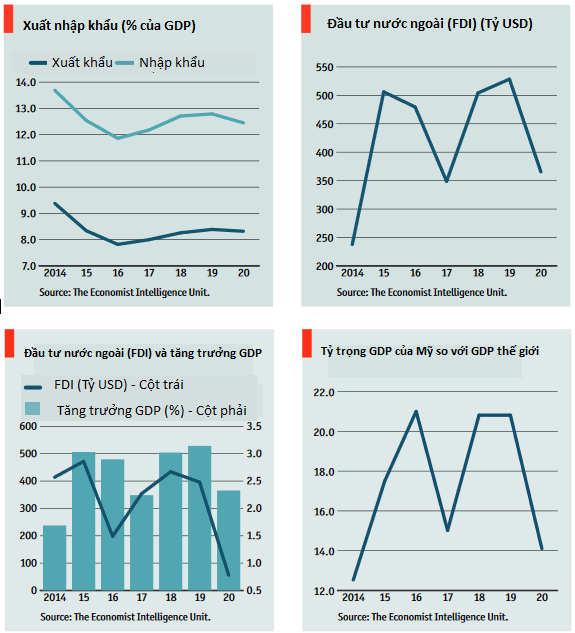 Xuất nhập khẩu (% của GDP)
Xuất khẩu Nhập khẩu
14.0
13.0
12.0
11.0
10.0
9.0
8.0
7.0
2014 15 16 17 18 19 20
Source: The Economist Intelligence Unit.
Đầu tư nước ngoài (FDI) (Tỷ USD)
550
500
450
400
350
300
250
200
2014 15 16 17 18 19 20
Source: The Economist Intelligence Unit.
Đầu tư nước ngoài (FDI) và tăng trưởng GDP
FDI (Tỷ USD) - Cột trái
Tăng trưởng GDP (%) - Cột phải
600 3.5
500 3.0
400 2.5
300 2.0
200 1.5
100 1.0
0 0.5
2014 15 16 17 18 19 20
Source: The Economist Intelligence Unit.
Tỷ trọng GDP của Mỹ so với GDP thế giới
22.0
20.0
18.0
16.0
14.0
12.0
2014 15 16 17 18 19 20
Source: The Economist Intelligence Unit.